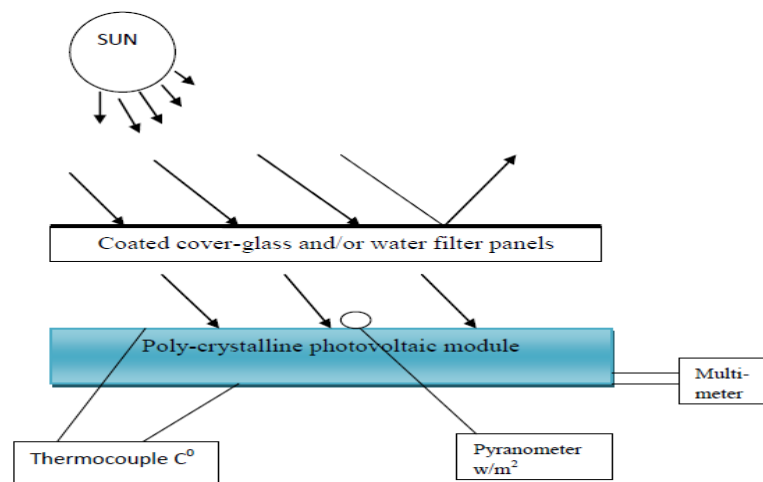 SUN
Coated cover-glass and/or water filter panels
Poly-crystalline photovoltaic module
Multi-
meter
Thermocouple C⁰
Pyranometer
w/m²